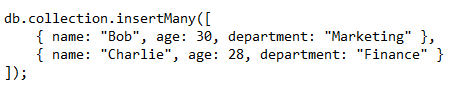 db.collection.insertMany([
    { name: "Bob", age: 30, department: "Marketing" },
    { name: "Charlie", age: 28, department: "Finance" }
]);